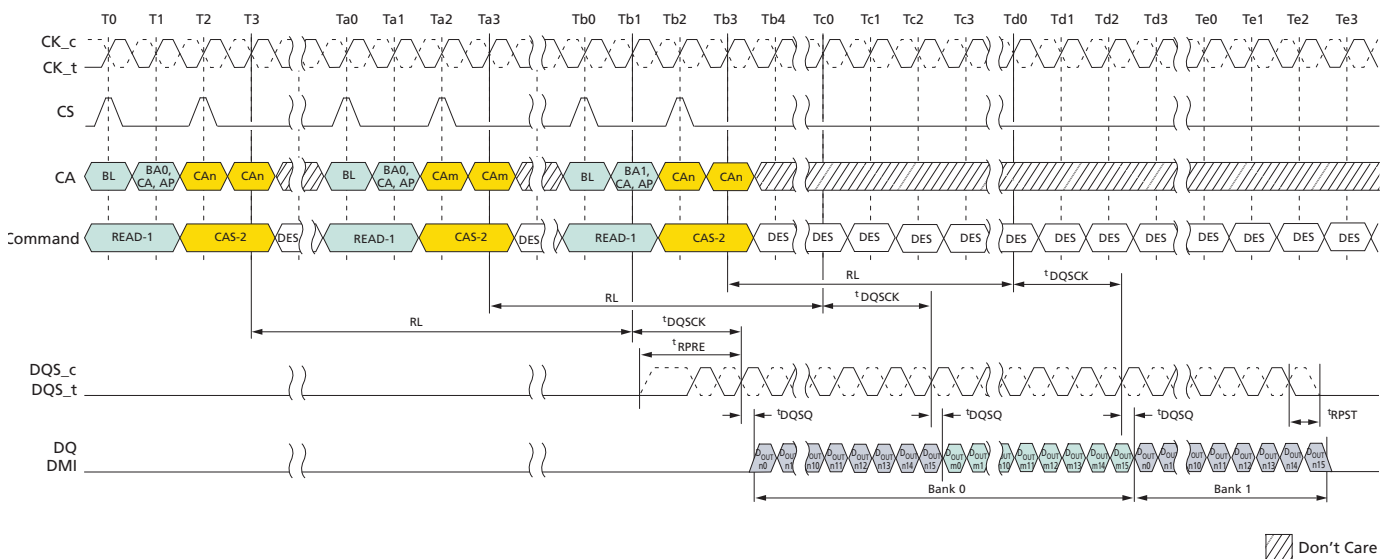 T0 T1 T2 T3 Ta0 Ta1 Ta2 Ta3 Tb0 Tb1 Tb2 Tb3 Tb4 Tc0 Tc1 Tc2 Tc3 Td0 Td1 Td2 Td3 Te0 Te1 Te2 Te3
CK_c
CK_t
CS
CA BL BA0, CA, AP CAn CAn BL BA0, CA, AP CAm CAm BL BA1, CA, AP CAn CAn
Command READ-1 CAS-2 DES READ-1 CAS-2 DES READ-1 CAS-2 DES DES DES DES DES DES DES DES DES DES DES DES DES
RL tDQSCK
RL tDQSCK
RL tDQSCK
tRPRE
DQS_c
DQS_t
tDQSQ tDQSQ tDQSQ tRPST
DQ
DMI
DOUT n0 DOUT n1 DOUT n10 DOUT n11 DOUT n12 DOUT n13 DOUT n14 DOUT n15 DOUT m0 DOUT m1 DOUT m10 DOUT m11 DOUT m12 DOUT m13 DOUT m14 DOUT m15 DOUT n0 DOUT n1 DOUT n10 DOUT n11 DOUT n12 DOUT n13 DOUT n14 DOUT n15
Bank 0 Bank 1
Don't Care